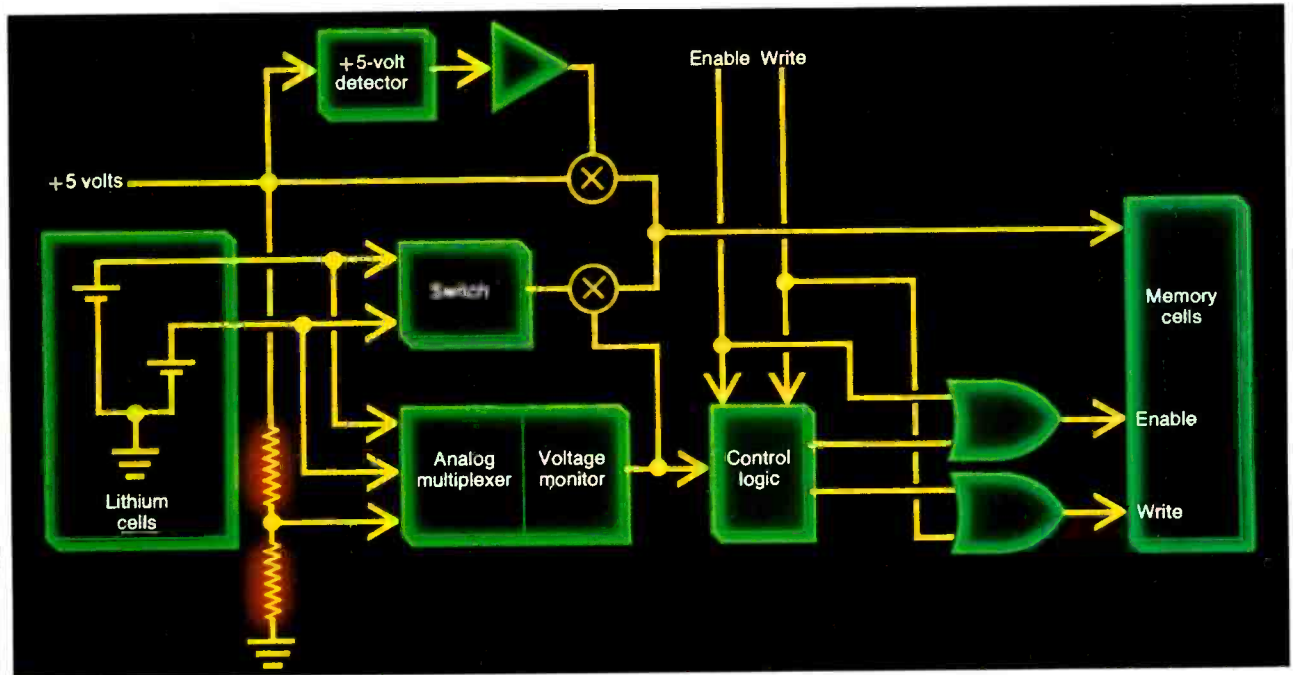 +5-volt
detector
Enable Write
+5 volts
Switch
Memory
cells
Analog
multiplexer
Voltage
monitor
Control
logic
Enable
Lithium
cells
Write